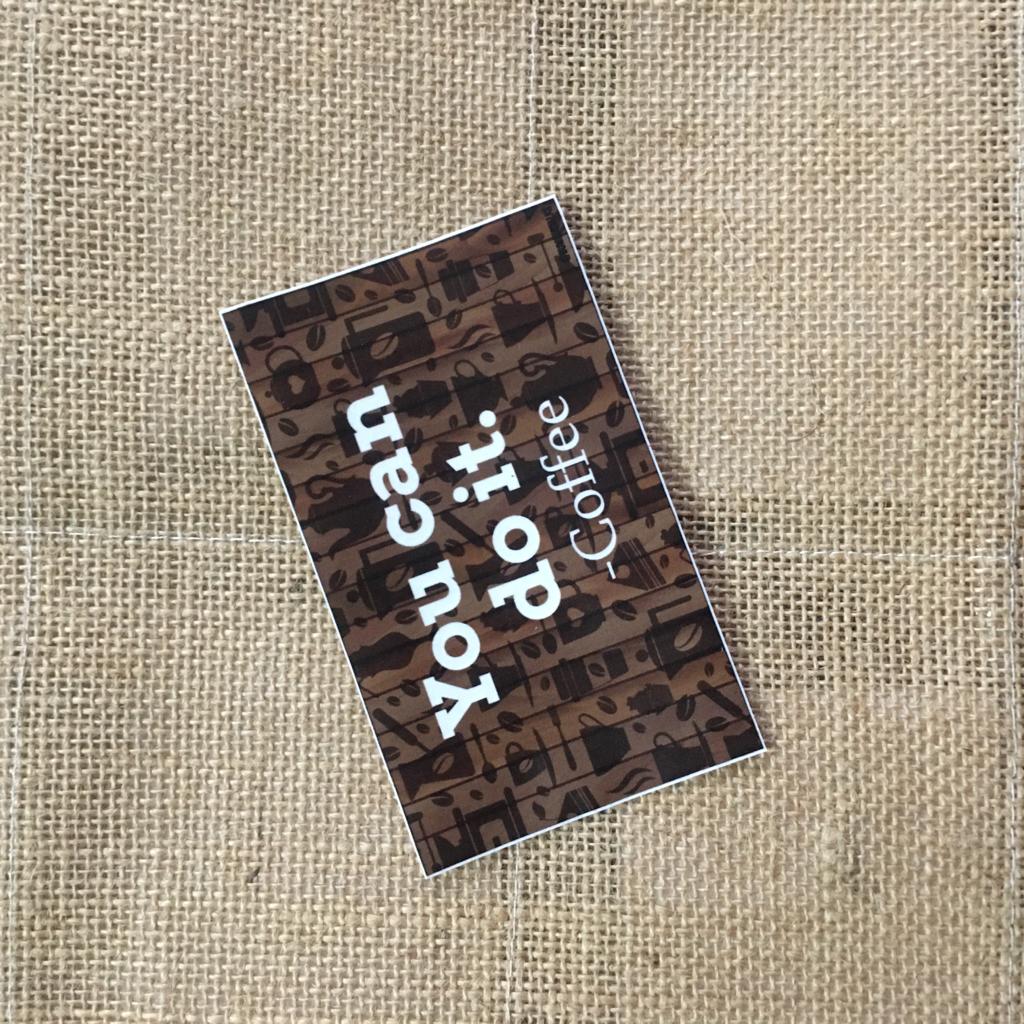 You can
do it.
-Coffee